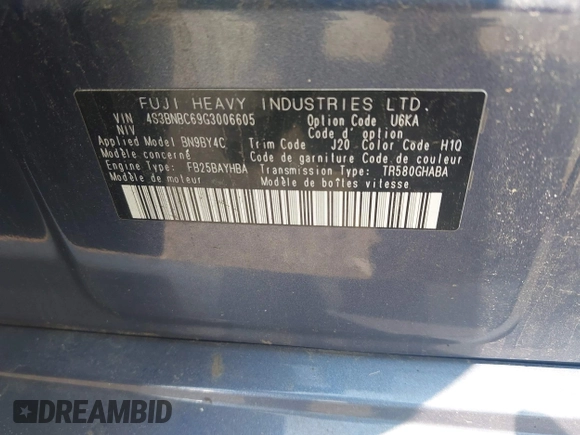 FUJI HEAVY INDUSTRIES LTD.
VIN 4S3BNBC69G3006605 Option Code U6KA
NIV Code d' option
Applied Model BN9BY4C Trim Code J20 Color Code H1Q
Modèle concerné Code de garniture Code de couleur
Engine Type: FB25BAYHBA Transmission Type: TR580GHABA
Modèle de moteur Modèle de boîtes vitesse
DREAMBID